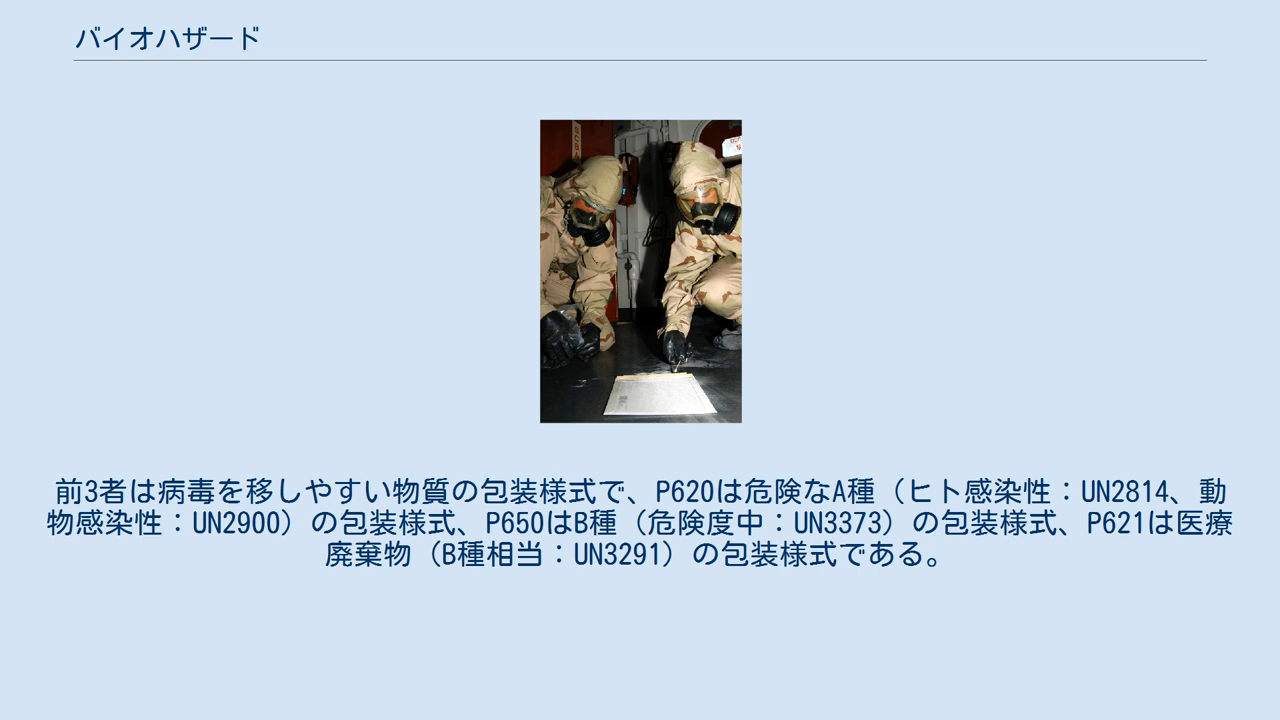 バイオハザード
前3者は病毒を移しやすい物質の包装様式で、P620は危険なA種（ヒト感染性：UN2814、動
物感染性：UN2900）の包装様式、P650はB種（危険度中：UN3373）の包装様式、P621は医療
廃棄物（B種相当：UN3291）の包装様式である。